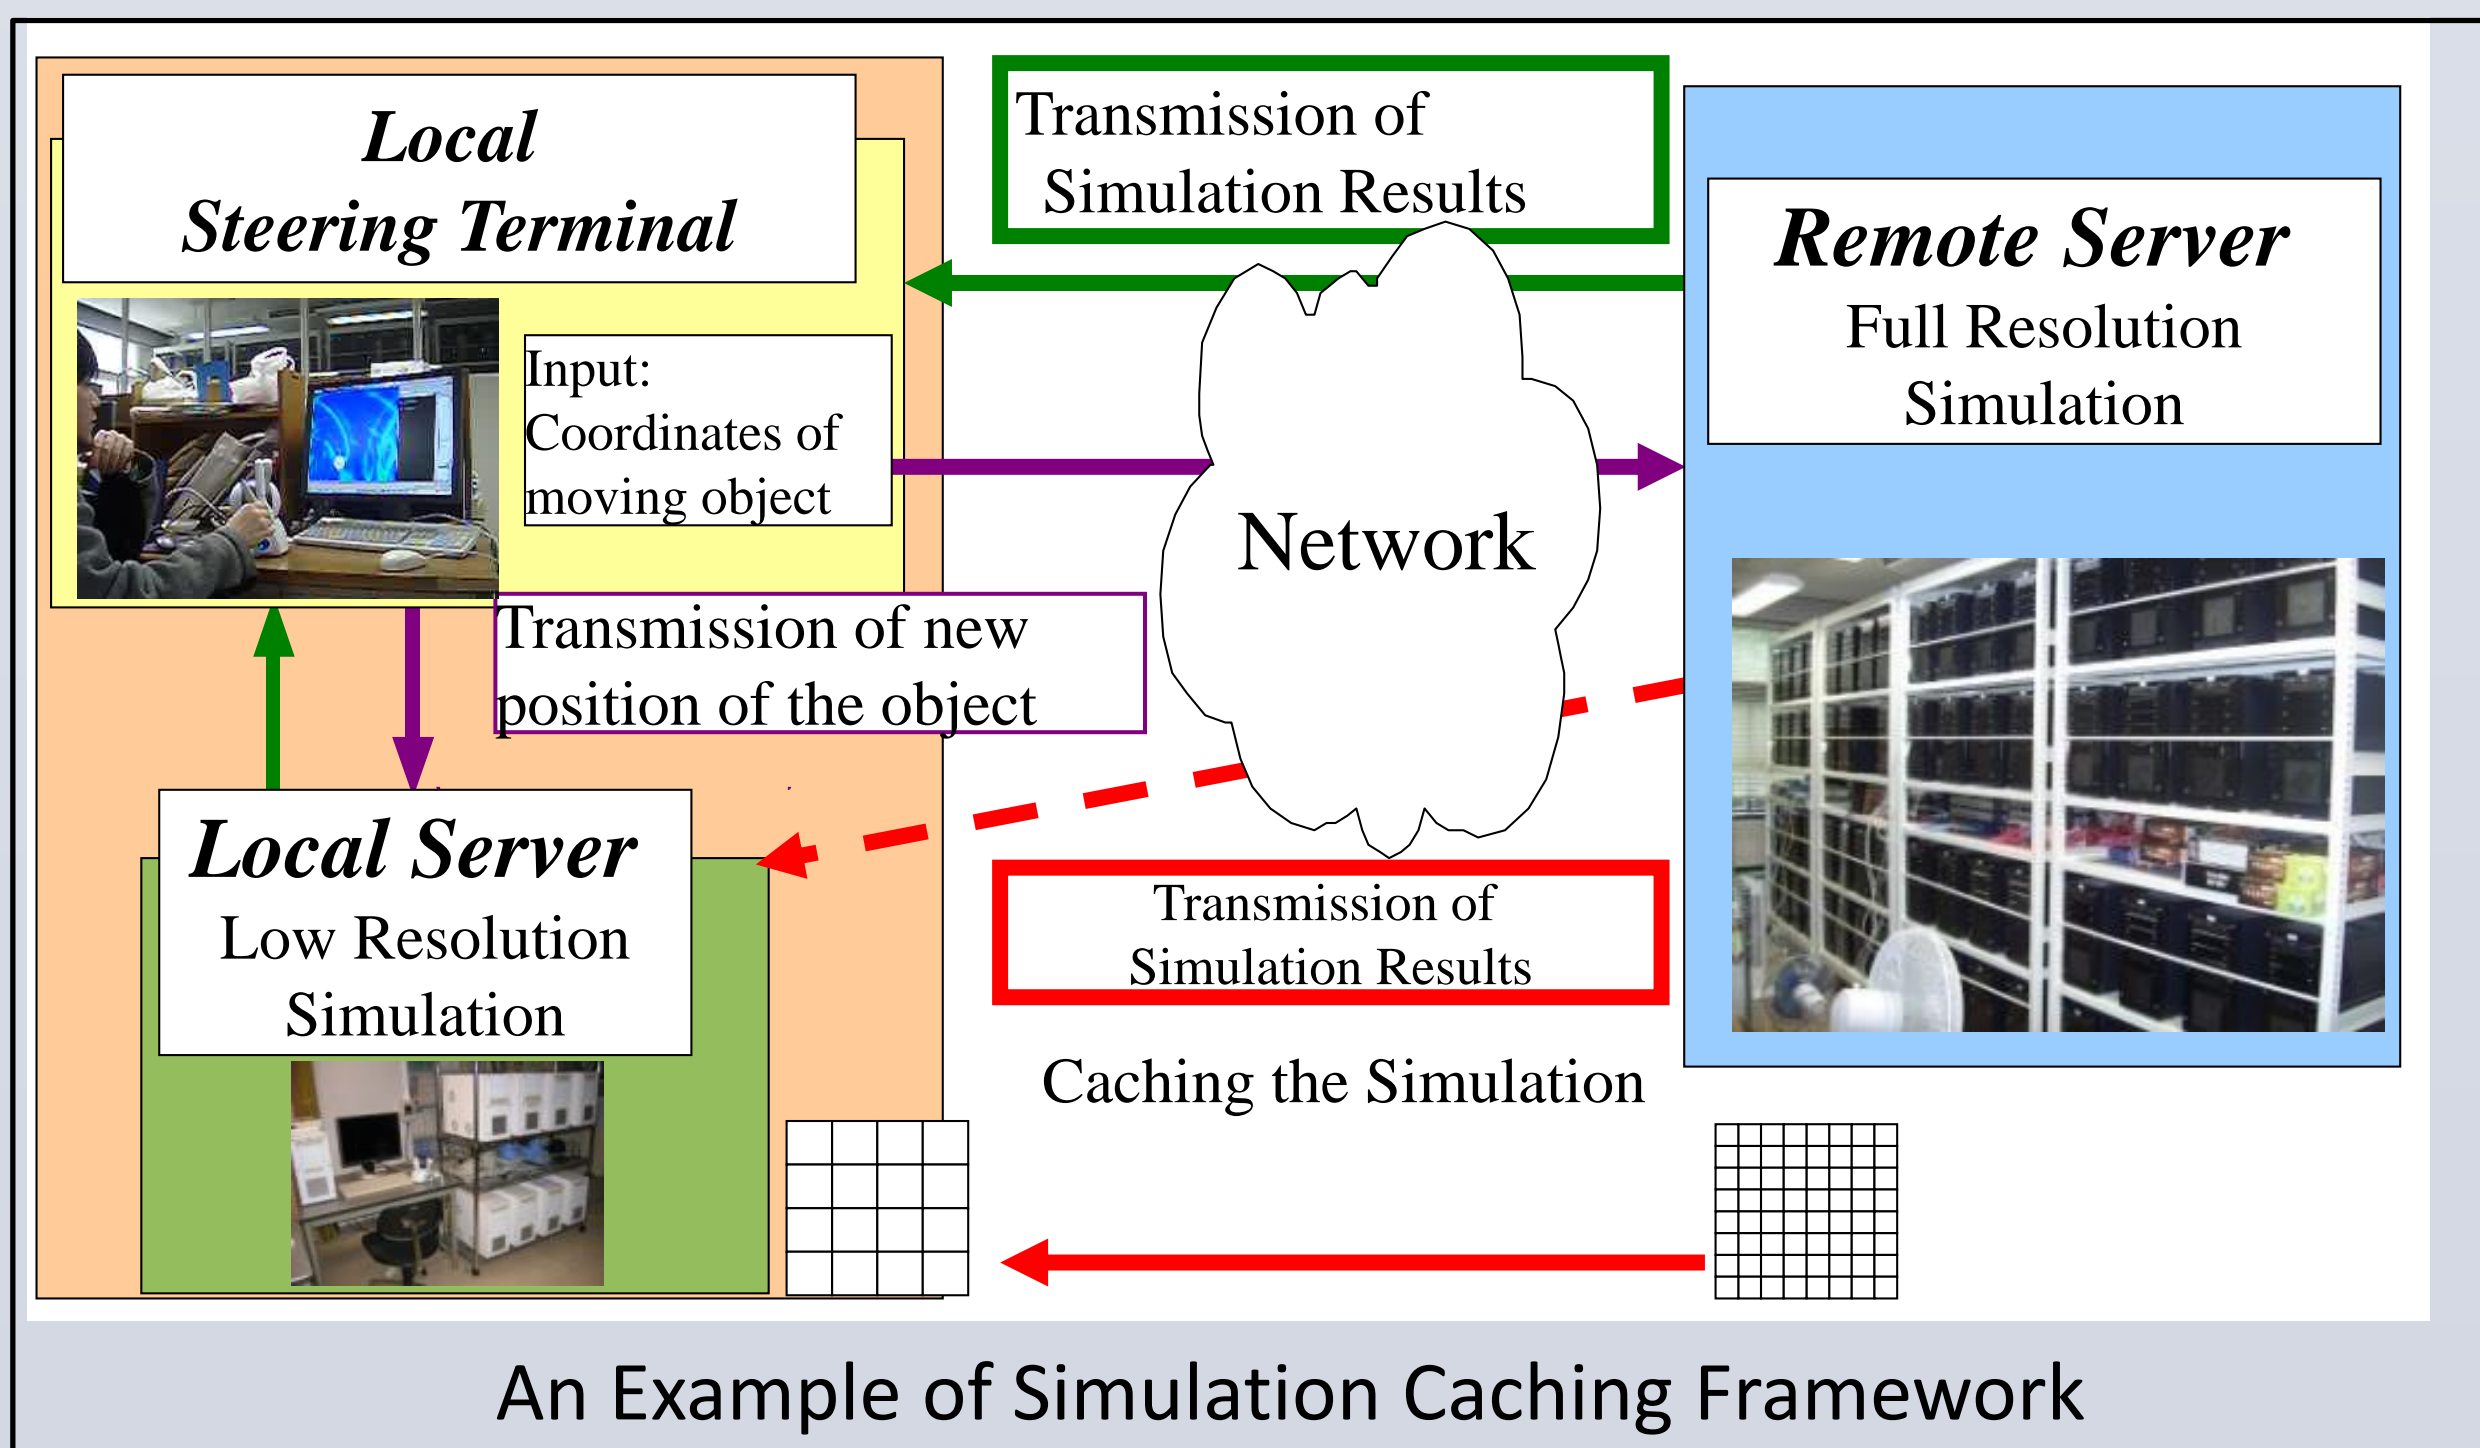 Local
Steering Terminal
Input:
Coordinates of
moving object
Transmission of
Simulation Results
Remote Server
Full Resolution
Simulation
Network
Transmission of new
position of the object
Local Server
Low Resolution
Simulation
Transmission of
Simulation Results
Caching the Simulation
An Example of Simulation Caching Framework